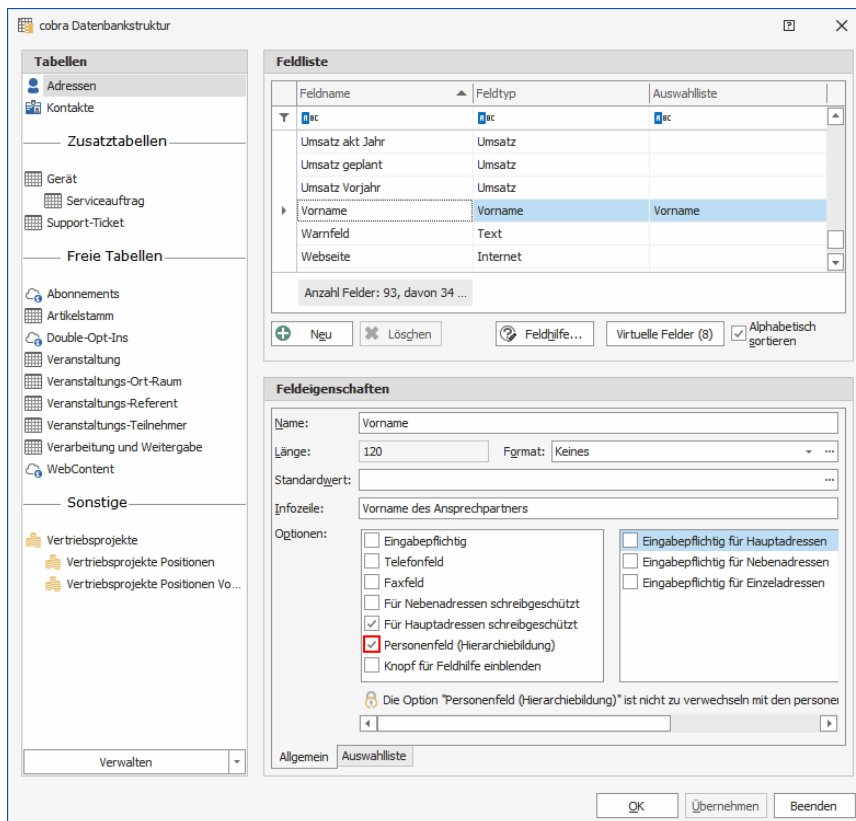 cobra Datenbankstruktur
Tabellen
Adressen
Kontakte
Zusatztabellen
Gerät
Serviceauftrag
Support-Ticket
Freie Tabellen
Abonnements
Artikelstamm
Double-Opt-Ins
Veranstaltung
Veranstaltungs-Ort-Raum
Veranstaltungs-Referent
Veranstaltungs-Teilnehmer
Verarbeitung und Weitergabe
WebContent
Sonstige
Vertriebsprojekte
Vertriebsprojekte Positionen
Vertriebsprojekte Positionen Vo...
Verwalten
Feldliste
Feldname Feldtyp Auswahlliste
ABC ABC ABC
Umsatz akt Jahr Umsatz
Umsatz geplant Umsatz
Umsatz Vorjahr Umsatz
Vorname Vorname Vorname
Warnfeld Text
Webseite Internet
Anzahl Felder: 93, davon 34 ...
Neu Löschen Feldhilfe... Virtuelle Felder (8) Alphabetisch
sortieren
Feldeigenschaften
Name: Vorname
Länge: 120 Format: Keines ...
Standardwert: ...
Infozeile: Vorname des Ansprechpartners
Optionen:
Eingabepflichtig
Telefonfeld
Faxfeld
Für Nebenadressen schreibgeschützt
Für Hauptadressen schreibgeschützt
Personenfeld (Hierarchiebildung)
Knopf für Feldhilfe einblenden
Eingabepflichtig für Hauptadressen
Eingabepflichtig für Nebenadressen
Eingabepflichtig für Einzeladressen
Die Option "Personenfeld (Hierarchiebildung)" ist nicht zu verwechseln mit den personen
Allgemein Auswahlliste
OK Übernehmen Beenden